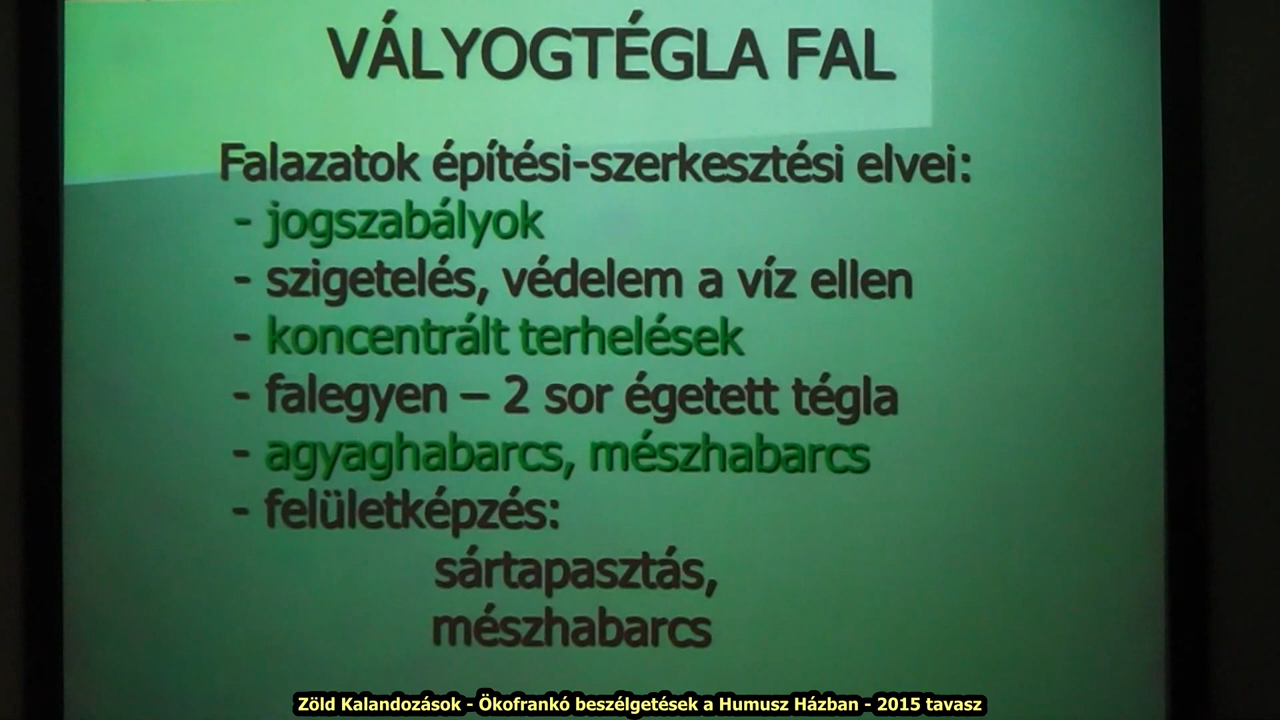 VÁLYOGTÉGLA FAL
Falazatok építési-szerkesztési elvei:
- jogszabályok
- szigetelés, védelem a víz ellen
- koncentrált terhelések
- falegyen – 2 sor égetett tégla
- agyaghabarcs, mészhabarcs
- felületképzés:
sártapasztás,
mészhabarcs
Zöld Kalandozások - Ökofrankó beszélgetések a Humusz Házban - 2015 tavasz